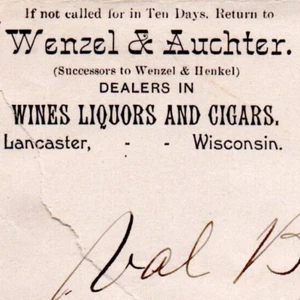 If not called for in Ten Days, Return to
Wenzel & Auchter.
(Successors to Wenzel & Henkel)
DEALERS IN
WINES LIQUORS AND CIGARS.
Lancaster, - - Wisconsin.
Val B